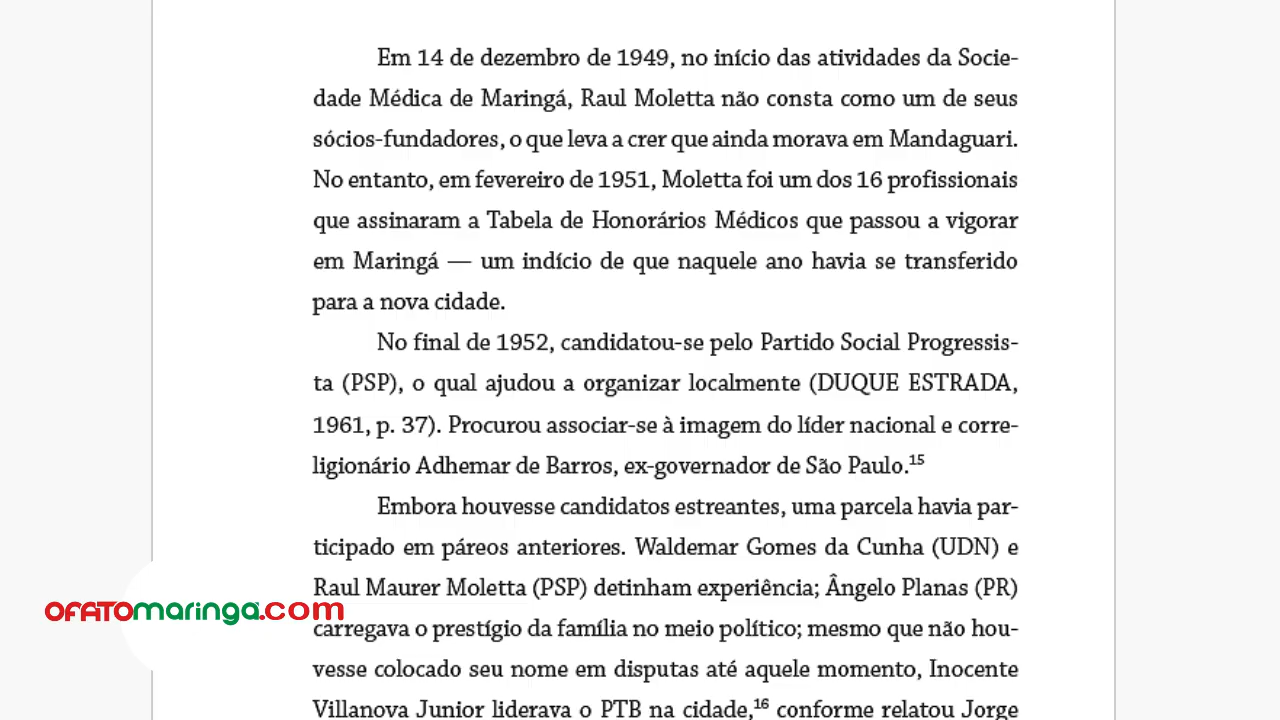 Em 14 de dezembro de 1949, no início das atividades da Socie-
dade Médica de Maringá, Raul Moletta não consta como um de seus
sócios-fundadores, o que leva a crer que ainda morava em Mandaguari.
No entanto, em fevereiro de 1951, Moletta foi um dos 16 profissionais
que assinaram a Tabela de Honorários Médicos que passou a vigorar
em Maringá — um indício de que naquele ano havia se transferido
para a nova cidade.
No final de 1952, candidatou-se pelo Partido Social Progressis-
ta (PSP), o qual ajudou a organizar localmente (DUQUE ESTRADA,
1961, p. 37). Procurou associar-se à imagem do líder nacional e corre-
ligionário Adhemar de Barros, ex-governador de São Paulo.¹⁵
Embora houvesse candidatos estreantes, uma parcela havia par-
ticipado em páreos anteriores. Waldemar Gomes da Cunha (UDN) e
Raul Maurer Moletta (PSP) detinham experiência; Ângelo Planas (PR)
OFATOmaringa.com
carregava o prestígio da família no meio político; mesmo que não hou-
vesse colocado seu nome em disputas até aquele momento, Inocente
Villanova Junior liderava o PTB na cidade,¹⁶ conforme relatou Jorge